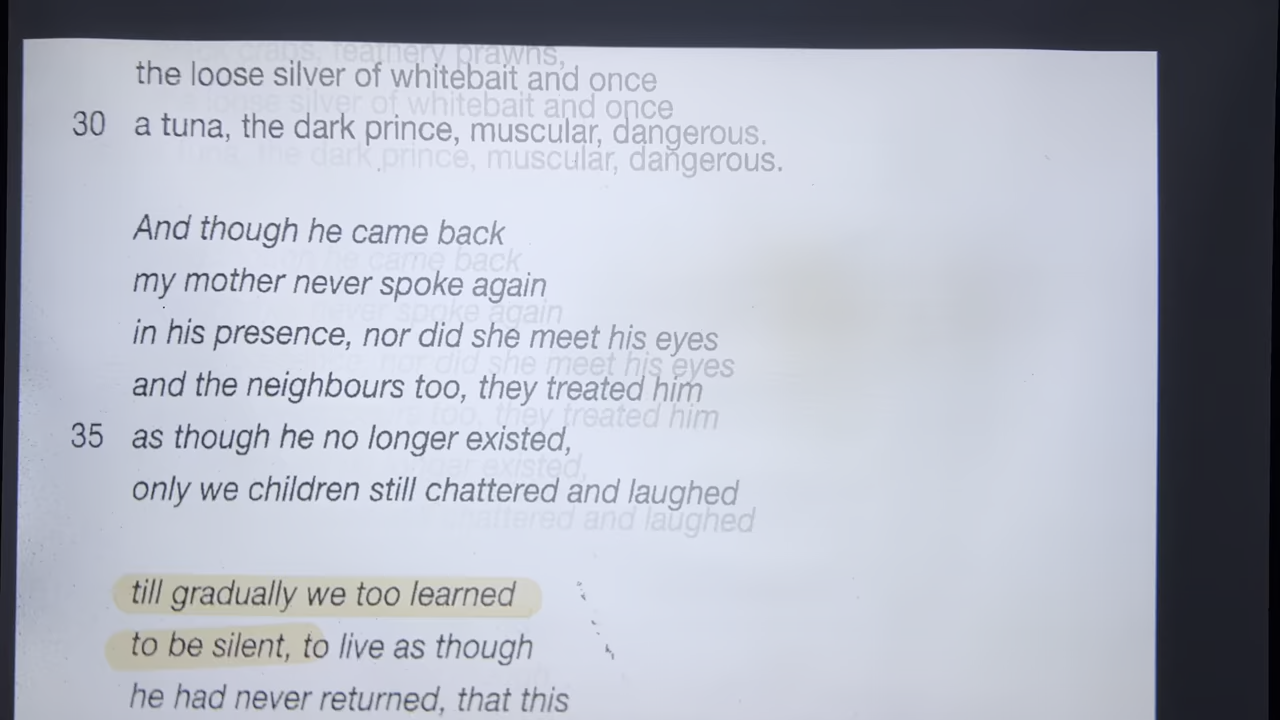 the loose silver of whitebait and once
30 a tuna, the dark prince, muscular, dangerous.
And though he came back
my mother never spoke again
in his presence, nor did she meet his eyes
and the neighbours too, they treated him
35 as though he no longer existed,
only we children still chattered and laughed
till gradually we too learned
to be silent, to live as though
he had never returned, that this